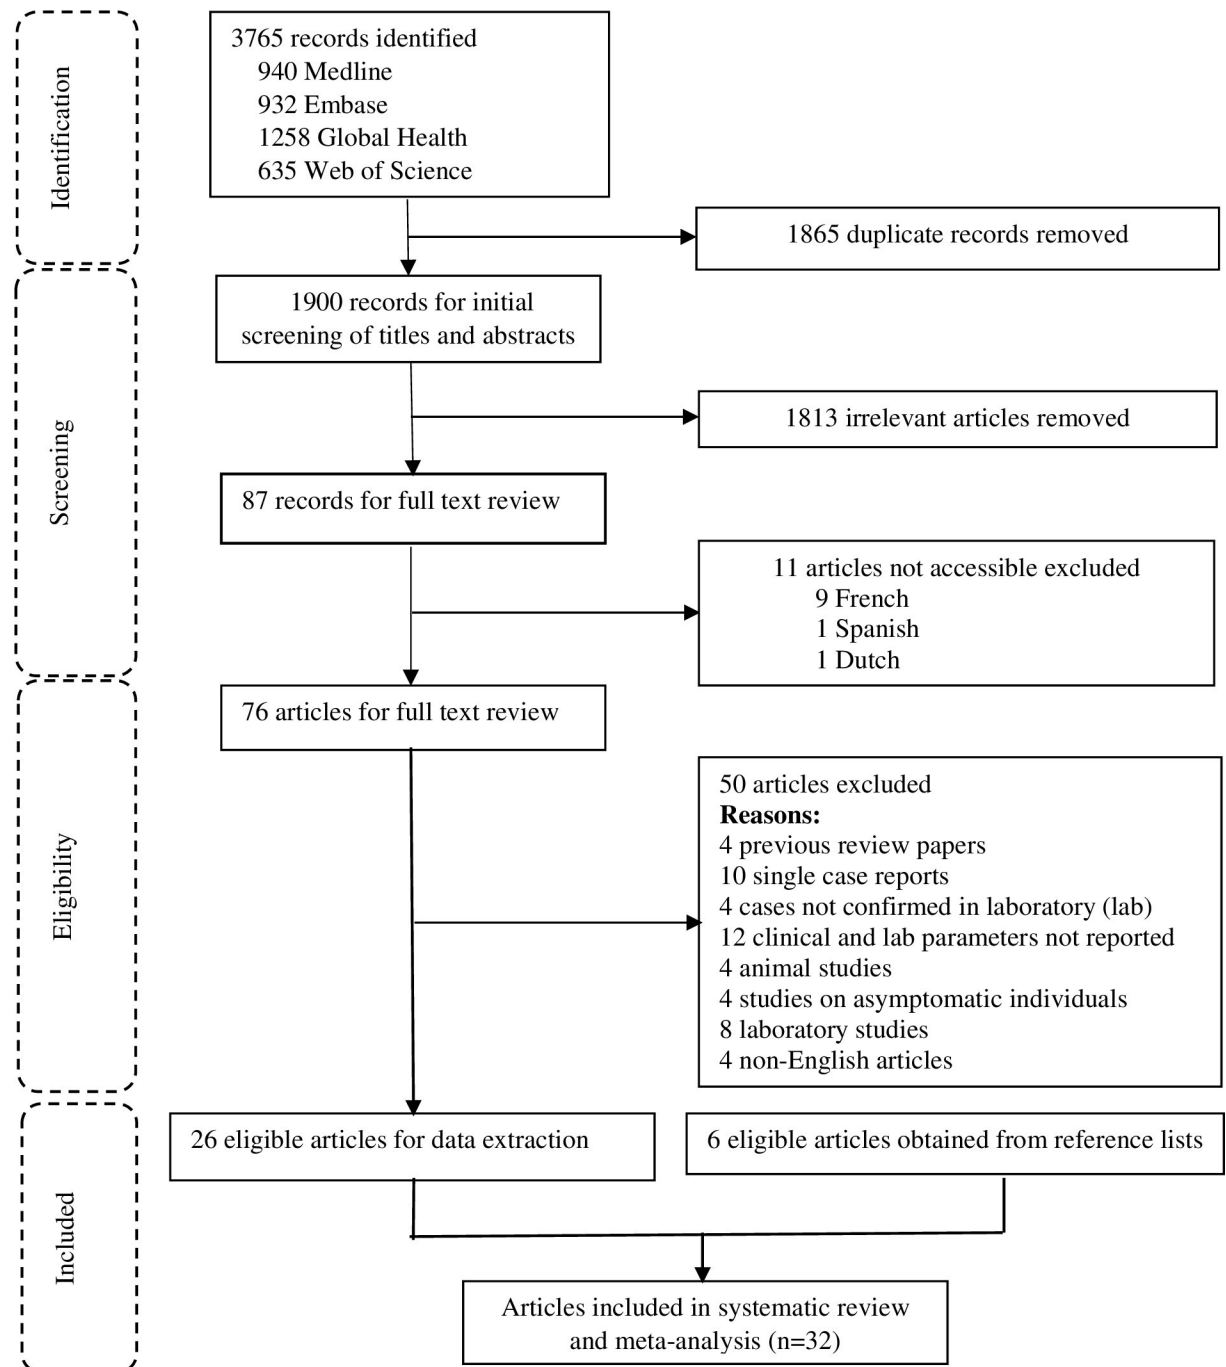 Identification
3765 records identified
940 Medline
932 Embase
1258 Global Health
635 Web of Science
1865 duplicate records removed
Screening
1900 records for initial
screening of titles and abstracts
1813 irrelevant articles removed
87 records for full text review
11 articles not accessible excluded
9 French
1 Spanish
1 Dutch
Eligibility
76 articles for full text review
50 articles excluded
Reasons:
4 previous review papers
10 single case reports
4 cases not confirmed in laboratory (lab)
12 clinical and lab parameters not reported
4 animal studies
4 studies on asymptomatic individuals
8 laboratory studies
4 non-English articles
Included
26 eligible articles for data extraction
6 eligible articles obtained from reference lists
Articles included in systematic review
and meta-analysis (n=32)